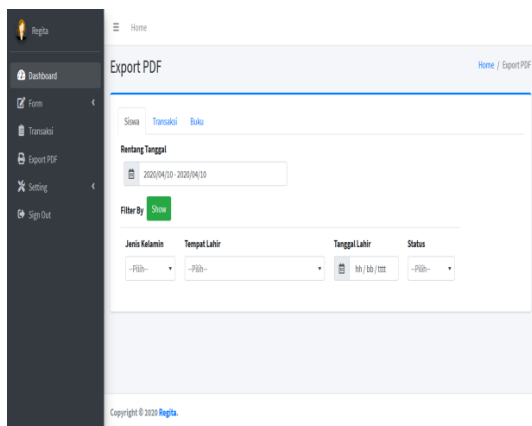 Regita
Home
Dashboard
Form
Transaksi
Export PDF
Setting
Sign Out
Export PDF
Home / Export PDF
Siswa Transaksi Buku
Rentang Tanggal
2020/04/10 - 2020/04/10
Filter By Show
Jenis Kelamin Tempat Lahir Tanggal Lahir Status
--Pilih-- --Pilih-- hh / bb / tttt --Pilih--
Copyright © 2020 Regita.